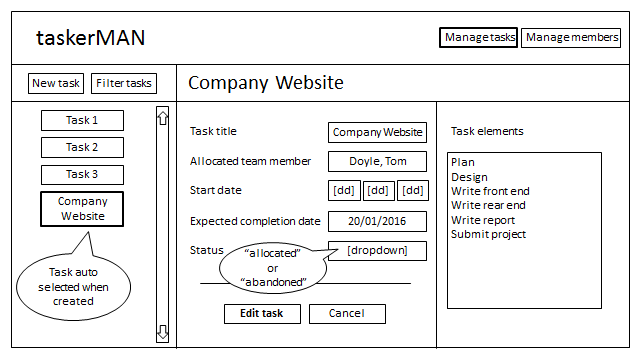 taskerMAN
Manage tasks
Manage members
New task
Filter tasks
Company Website
Task 1
Task 2
Task 3
Company
Website
Task auto
selected when
created
Task title
Company Website
Allocated team member
Doyle, Tom
Start date
[dd]
[dd]
[dd]
Expected completion date
20/01/2016
Status
[dropdown]
“allocated”
or
“abandoned”
Edit task
Cancel
Task elements
Plan
Design
Write front end
Write rear end
Write report
Submit project